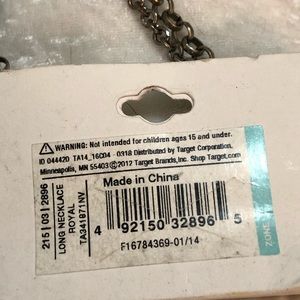 ⚠ WARNING: Not intended for children ages 15 and under.
ID 044420 TA14_16C04 - 0318 Distributed by Target Corporation,
Minneapolis, MN 55403 ©2012 Target Brands, Inc. Shop Target.com
215 | 03 | 2896
LONG NECKLACE
ROYAL
TA341671NV
Made in China
4 92150 32896 5
F16784369-01/14
ZONE